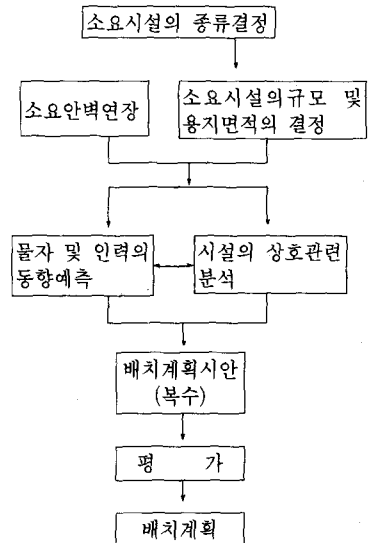 소요시설의 종류결정
소요안벽연장
소요시설의규모 및
용지면적의 결정
물자 및 인력의
동향예측
시설의 상호관련
분석
배치계획시안
(복수)
평 가
배치계획